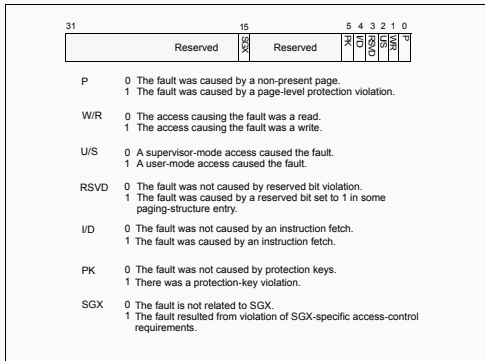 31 15 5 4 3 2 1 0
Reserved SGX Reserved PK I/D RSVD U/S W/R P
P 0 The fault was caused by a non-present page.
1 The fault was caused by a page-level protection violation.
W/R 0 The access causing the fault was a read.
1 The access causing the fault was a write.
U/S 0 A supervisor-mode access caused the fault.
1 A user-mode access caused the fault.
RSVD 0 The fault was not caused by reserved bit violation.
1 The fault was caused by a reserved bit set to 1 in some
paging-structure entry.
I/D 0 The fault was not caused by an instruction fetch.
1 The fault was caused by an instruction fetch.
PK 0 The fault was not caused by protection keys.
1 There was a protection-key violation.
SGX 0 The fault is not related to SGX.
1 The fault resulted from violation of SGX-specific access-control
requirements.